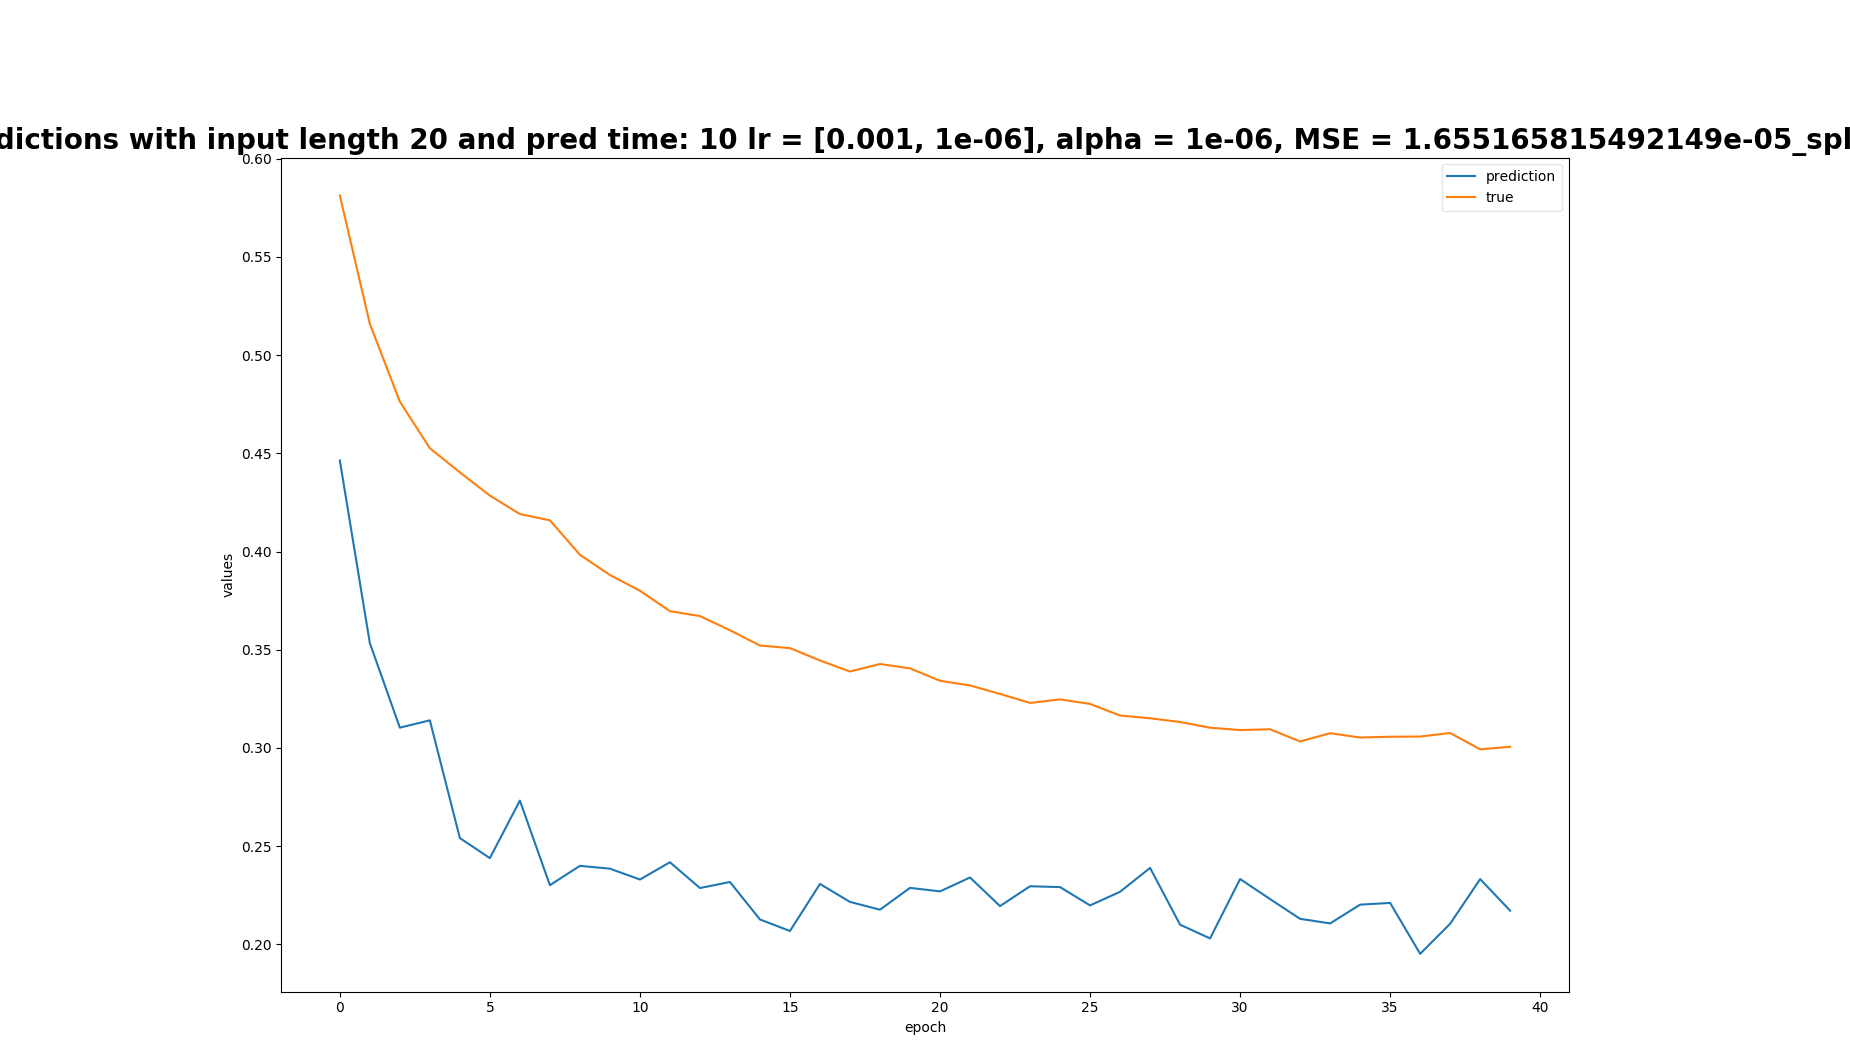 dictions with input length 20 and pred time: 10 lr = [0.001, 1e-06], alpha = 1e-06, MSE = 1.655165815492149e-05_spl
prediction
true
0.60
0.55
0.50
0.45
0.40
0.35
0.30
0.25
0.20
values
0 5 10 15 20 25 30 35 40
epoch